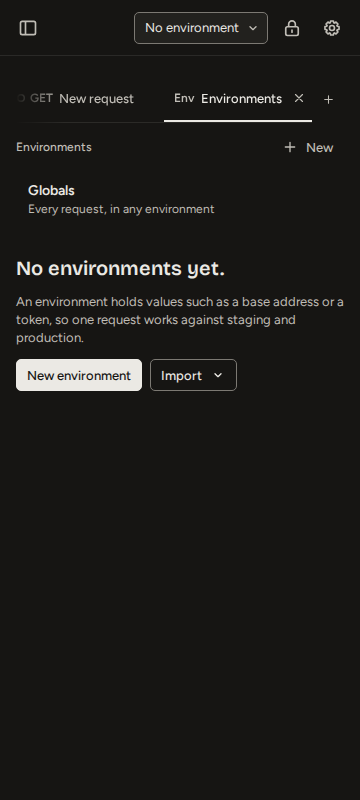 No environment
GET New request
Env Environments
Environments
New
Globals
Every request, in any environment
No environments yet.
An environment holds values such as a base address or a
token, so one request works against staging and
production.
New environment
Import